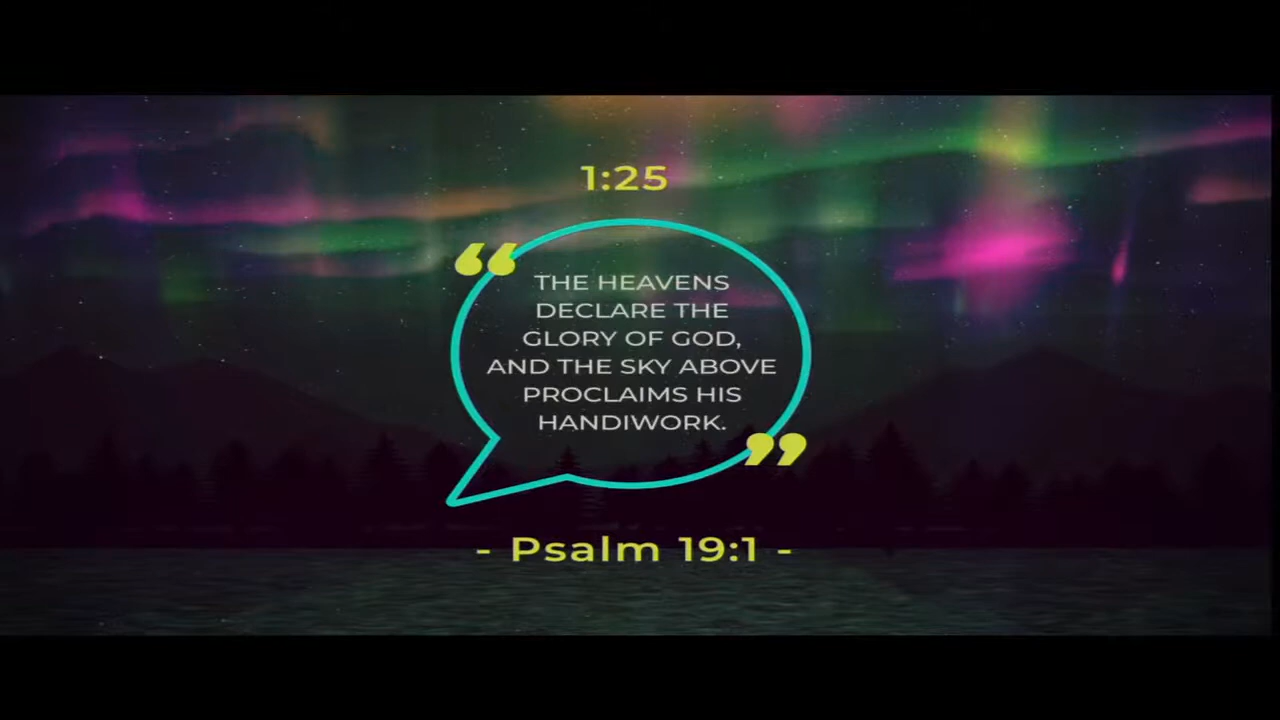 1:25
“
THE HEAVENS
DECLARE THE
GLORY OF GOD,
AND THE SKY ABOVE
PROCLAIMS HIS
HANDIWORK.
”
- Psalm 19:1 -